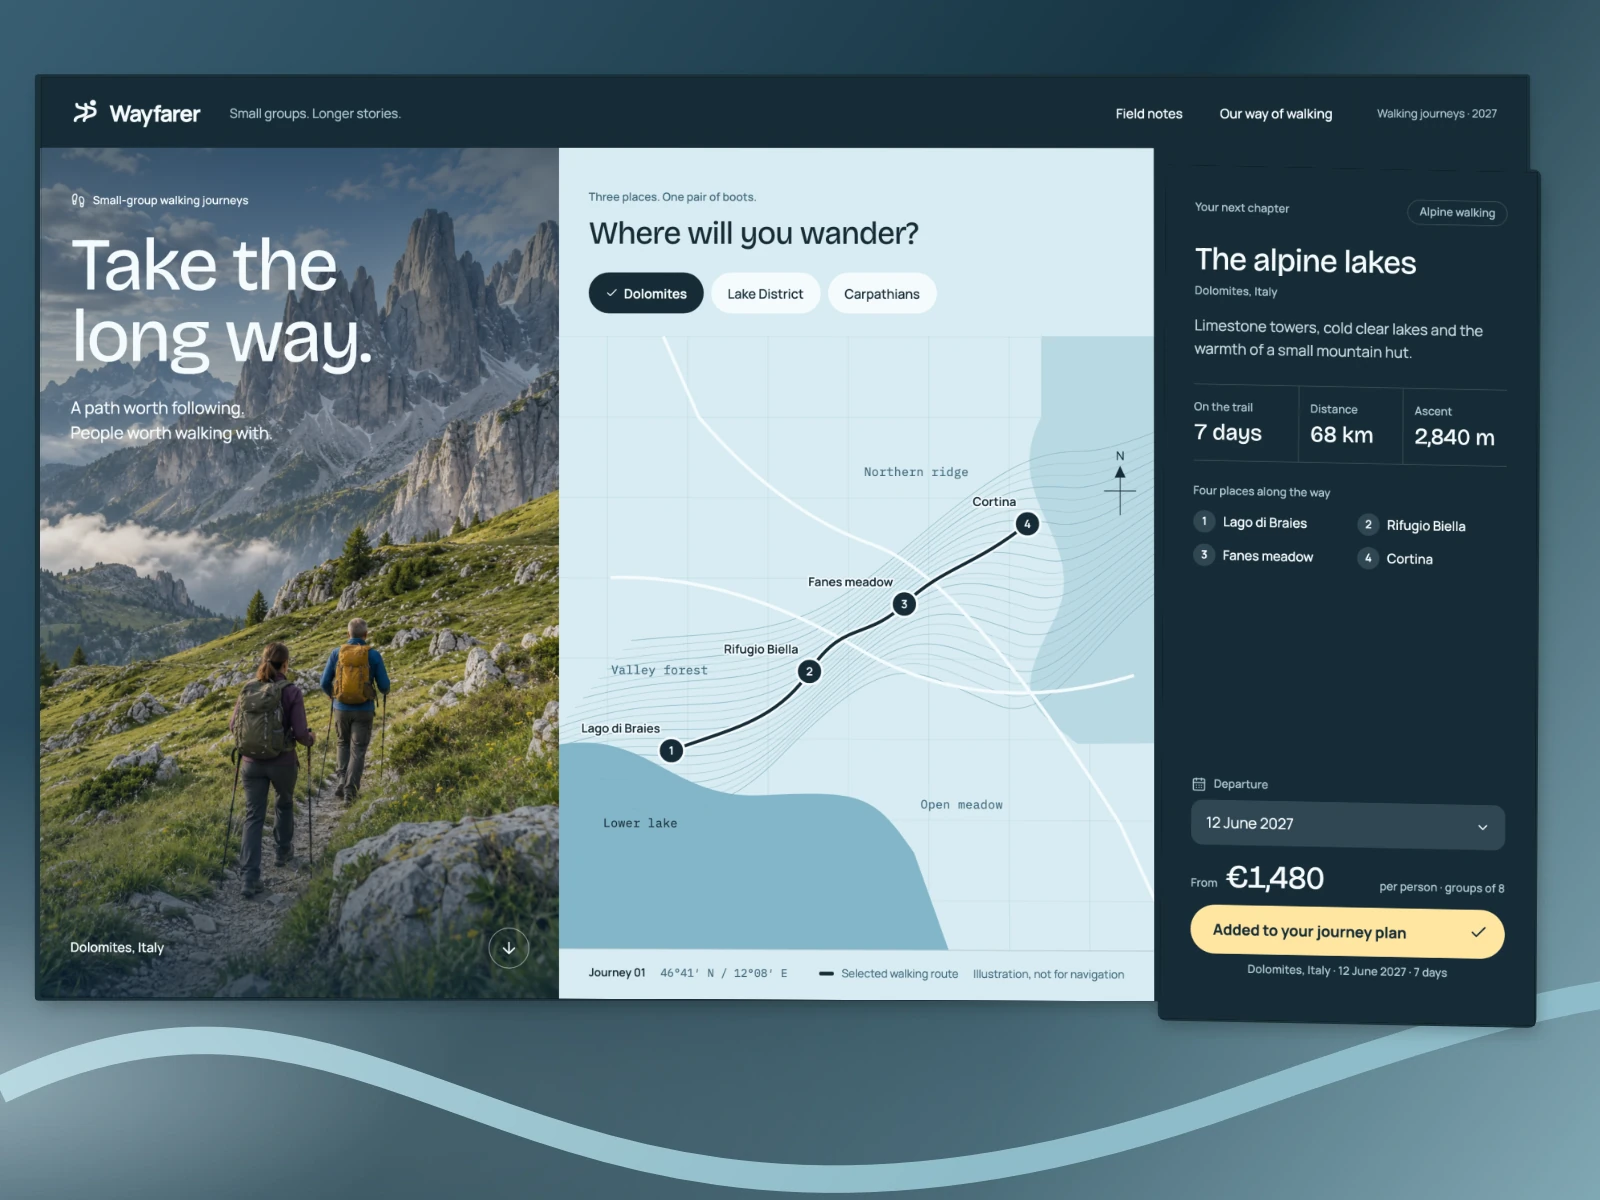 Wayfarer
Small groups. Longer stories.
Field notes
Our way of walking
Walking journeys · 2027
Small-group walking journeys
Take the
long way.
A path worth following.
People worth walking with.
Dolomites, Italy
Three places. One pair of boots.
Where will you wander?
Dolomites
Lake District
Carpathians
N
Northern ridge
Cortina
4
Fanes meadow
3
Rifugio Biella
2
Valley forest
Lago di Braies
1
Open meadow
Lower lake
Journey 01
46°41′ N / 12°08′ E
Selected walking route
Illustration, not for navigation
Your next chapter
Alpine walking
The alpine lakes
Dolomites, Italy
Limestone towers, cold clear lakes and the
warmth of a small mountain hut.
On the trail
7 days
Distance
68 km
Ascent
2,840 m
Four places along the way
1 Lago di Braies
2 Rifugio Biella
3 Fanes meadow
4 Cortina
Departure
12 June 2027
From €1,480
per person · groups of 8
Added to your journey plan
Dolomites, Italy · 12 June 2027 · 7 days